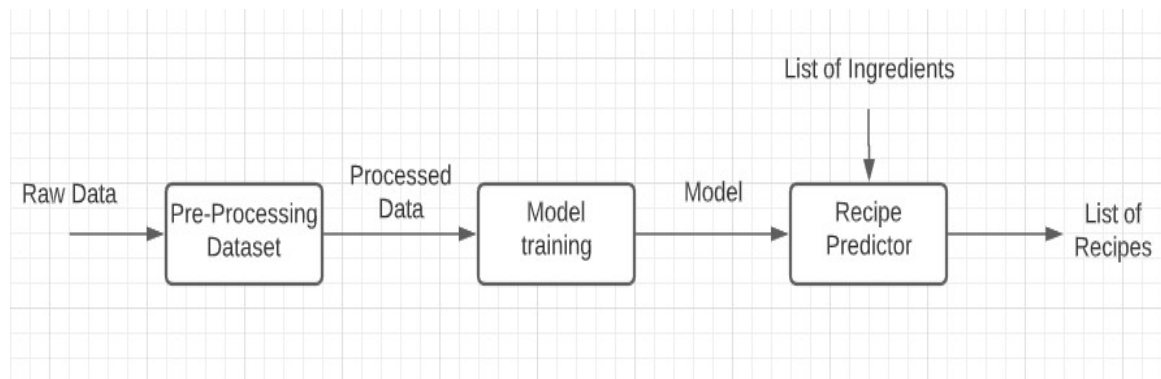 List of Ingredients
Raw Data
Pre-Processing
Dataset
Processed
Data
Model
training
Model
Recipe
Predictor
List of
Recipes